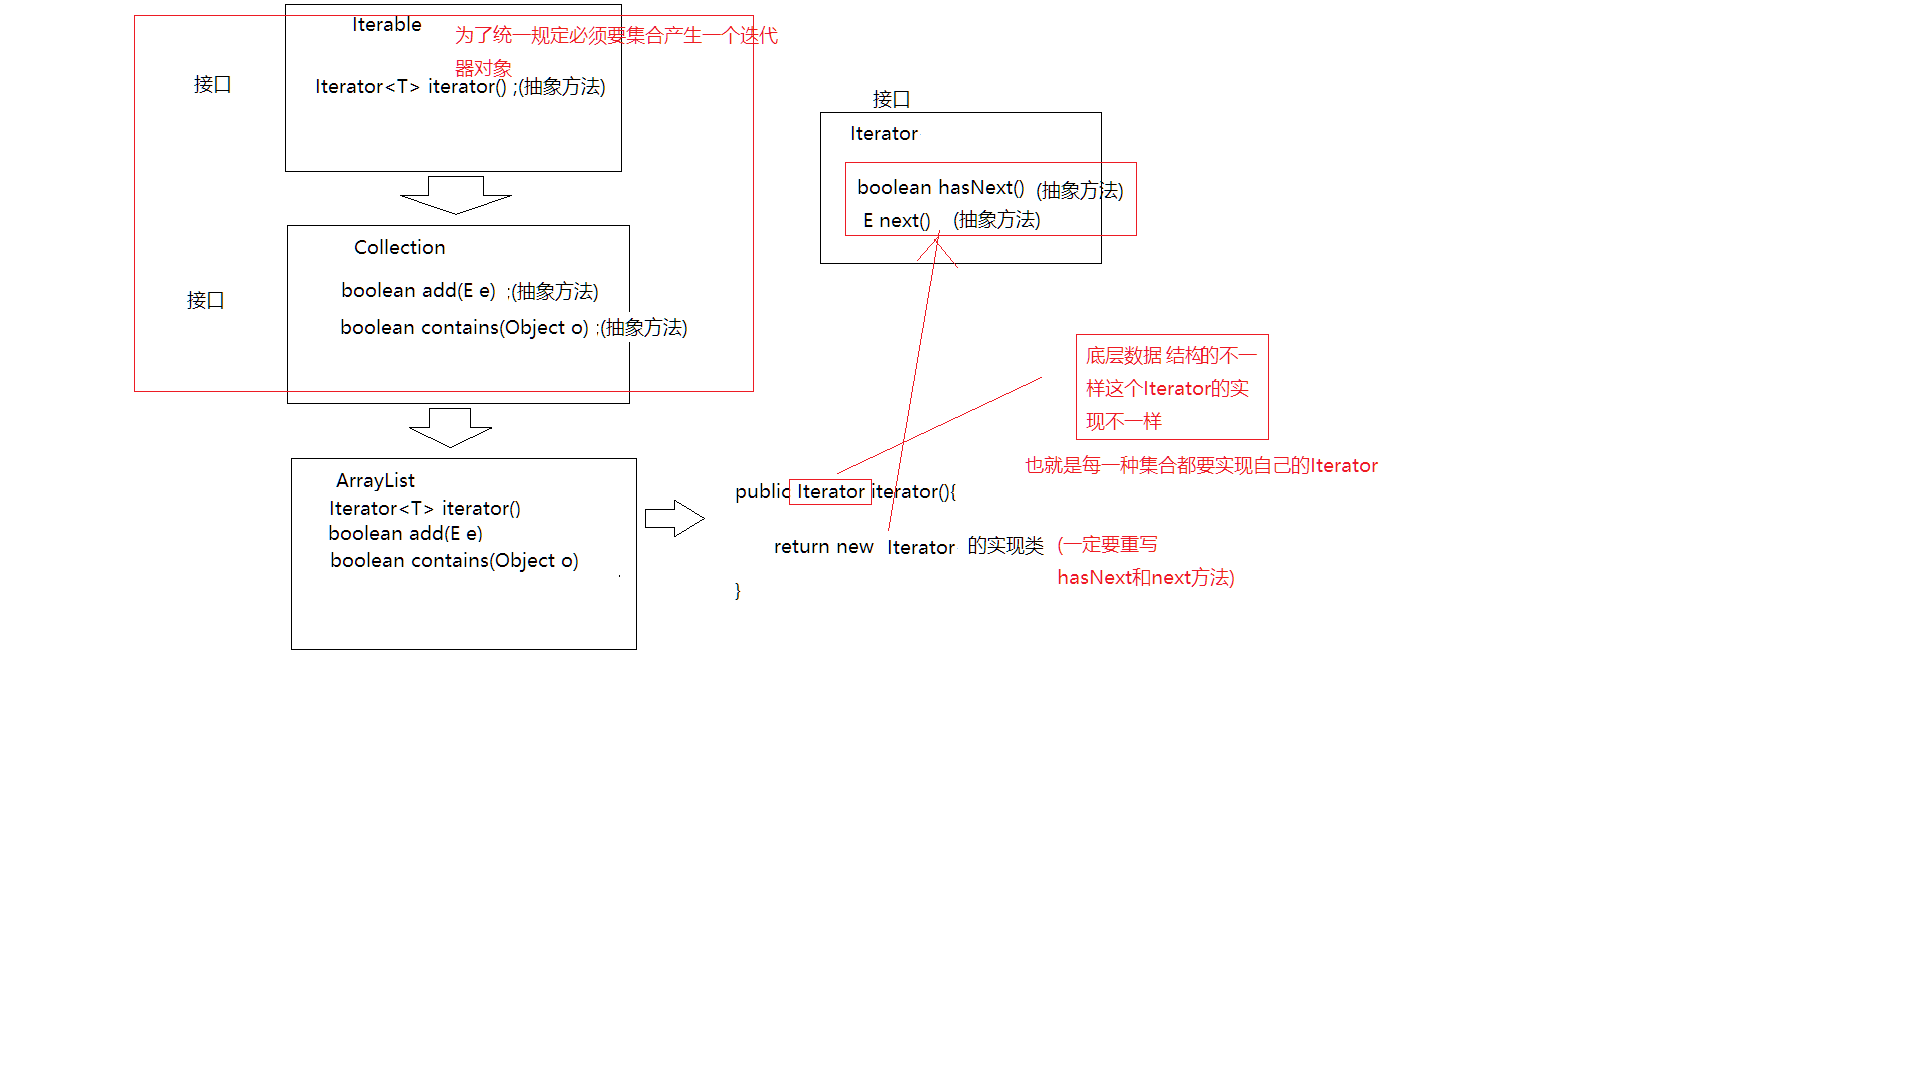 Iterable
为了统一规定必须要集合产生一个迭代
器对象
接口
Iterator<T> iterator() ;(抽象方法)
接口
Iterator
boolean hasNext() (抽象方法)
E next() (抽象方法)
Collection
接口
boolean add(E e) ;(抽象方法)
boolean contains(Object o) ;(抽象方法)
底层数据结构的不一
样这个Iterator的实
现不一样
也就是每一种集合都要实现自己的Iterator
ArrayList
Iterator<T> iterator()
boolean add(E e)
boolean contains(Object o)
public Iterator iterator(){
return new Iterator 的实现类 (一定要重写
hasNext和next方法)
}